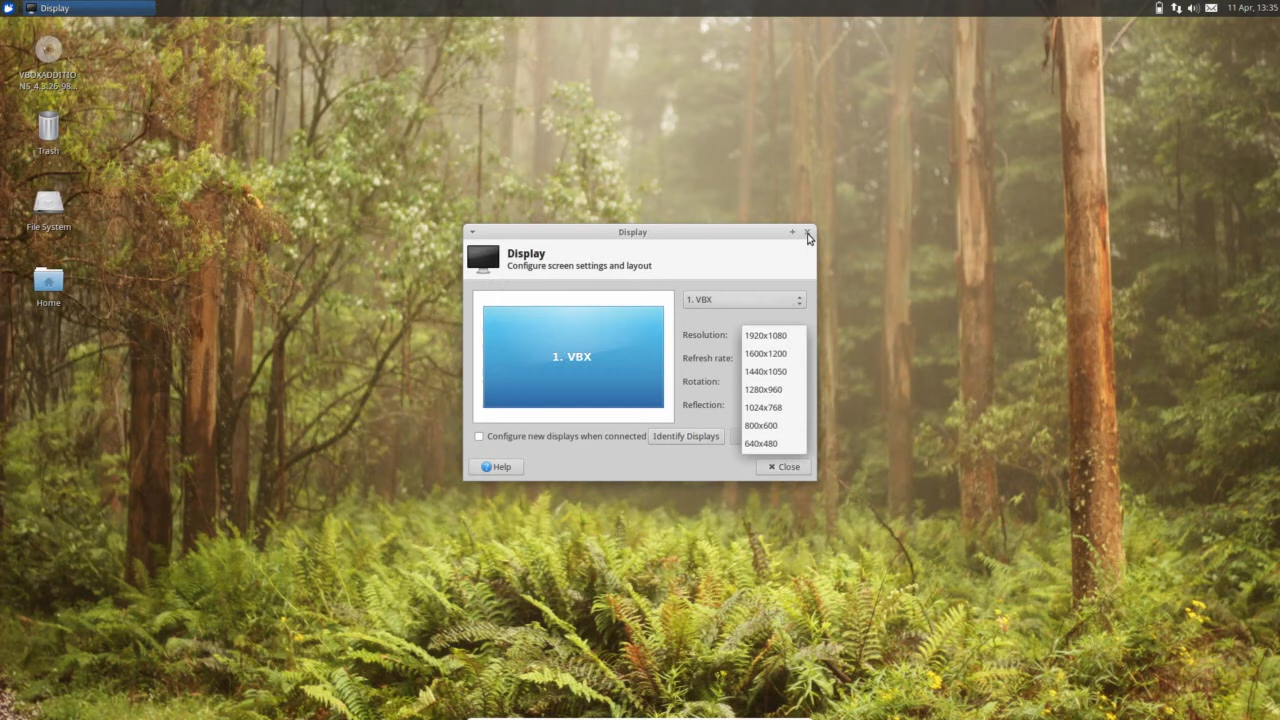 Display
11 Apr, 13:35
VBOXADDITIO
NS_4.3.26-98...
Trash
File System
Home
Display
Display
Configure screen settings and layout
1. VBX
1. VBX
Resolution:
Refresh rate:
Rotation:
Reflection:
1920x1080
1600x1200
1440x1050
1280x960
1024x768
800x600
640x480
Configure new displays when connected
Identify Displays
Help
Close